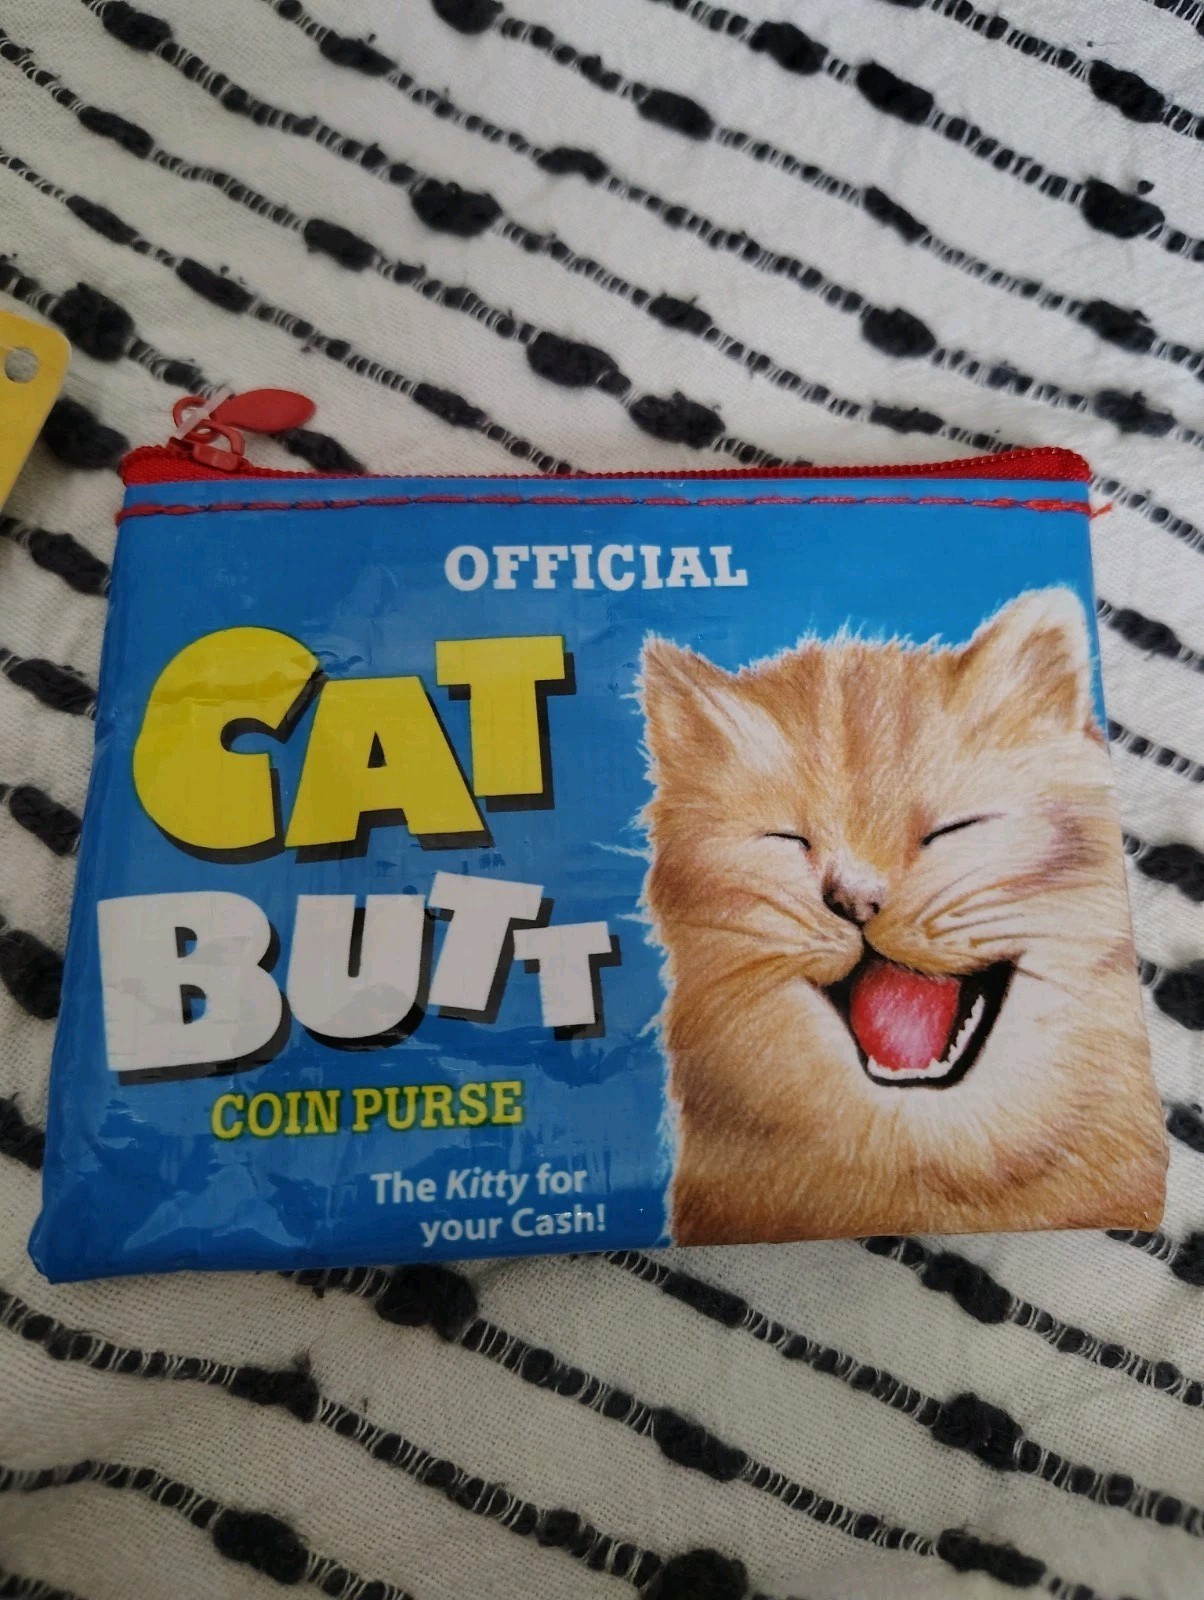 OFFICIAL
CAT
BUTT
COIN PURSE
The Kitty for
your Cash!